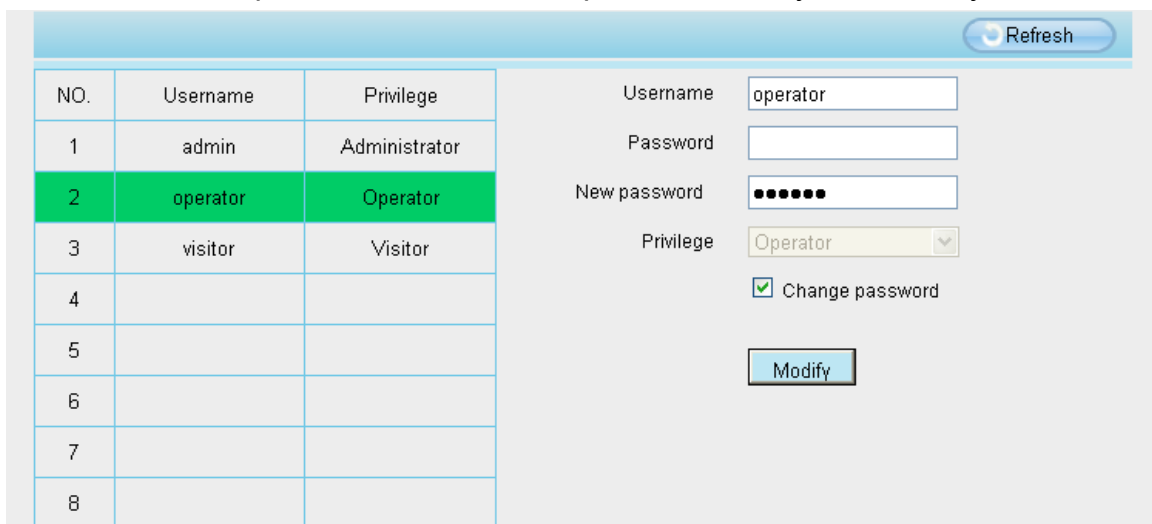 Refresh
NO. Username Privilege
1 admin Administrator
2 operator Operator
3 visitor Visitor
4
5
6
7
8
Username operator
Password
New password ●●●●●●
Privilege Operator
Change password
Modify